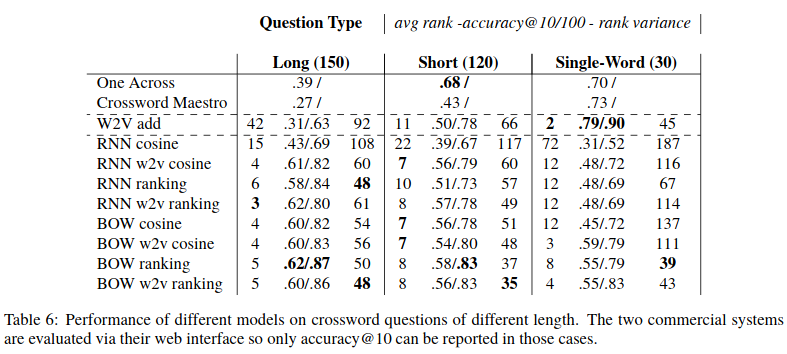 Question Type avg rank -accuracy@10/100 - rank variance
Long (150) Short (120) Single-Word (30)
One Across .39 / .68 / .70 /
Crossword Maestro .27 / .43 / .73 /
W2V add 42 .31/.63 92 11 .50/.78 66 2 .79/.90 45
RNN cosine 15 .43/.69 108 22 .39/.67 117 72 .31/.52 187
RNN w2v cosine 4 .61/.82 60 7 .56/.79 60 12 .48/.72 116
RNN ranking 6 .58/.84 48 10 .51/.73 57 12 .48/.69 67
RNN w2v ranking 3 .62/.80 61 8 .57/.78 49 12 .48/.69 114
BOW cosine 4 .60/.82 54 7 .56/.78 51 12 .45/.72 137
BOW w2v cosine 4 .60/.83 56 7 .54/.80 48 3 .59/.79 111
BOW ranking 5 .62/.87 50 8 .58/.83 37 8 .55/.79 39
BOW w2v ranking 5 .60/.86 48 8 .56/.83 35 4 .55/.83 43
Table 6: Performance of different models on crossword questions of different length. The two commercial systems
are evaluated via their web interface so only accuracy@10 can be reported in those cases.